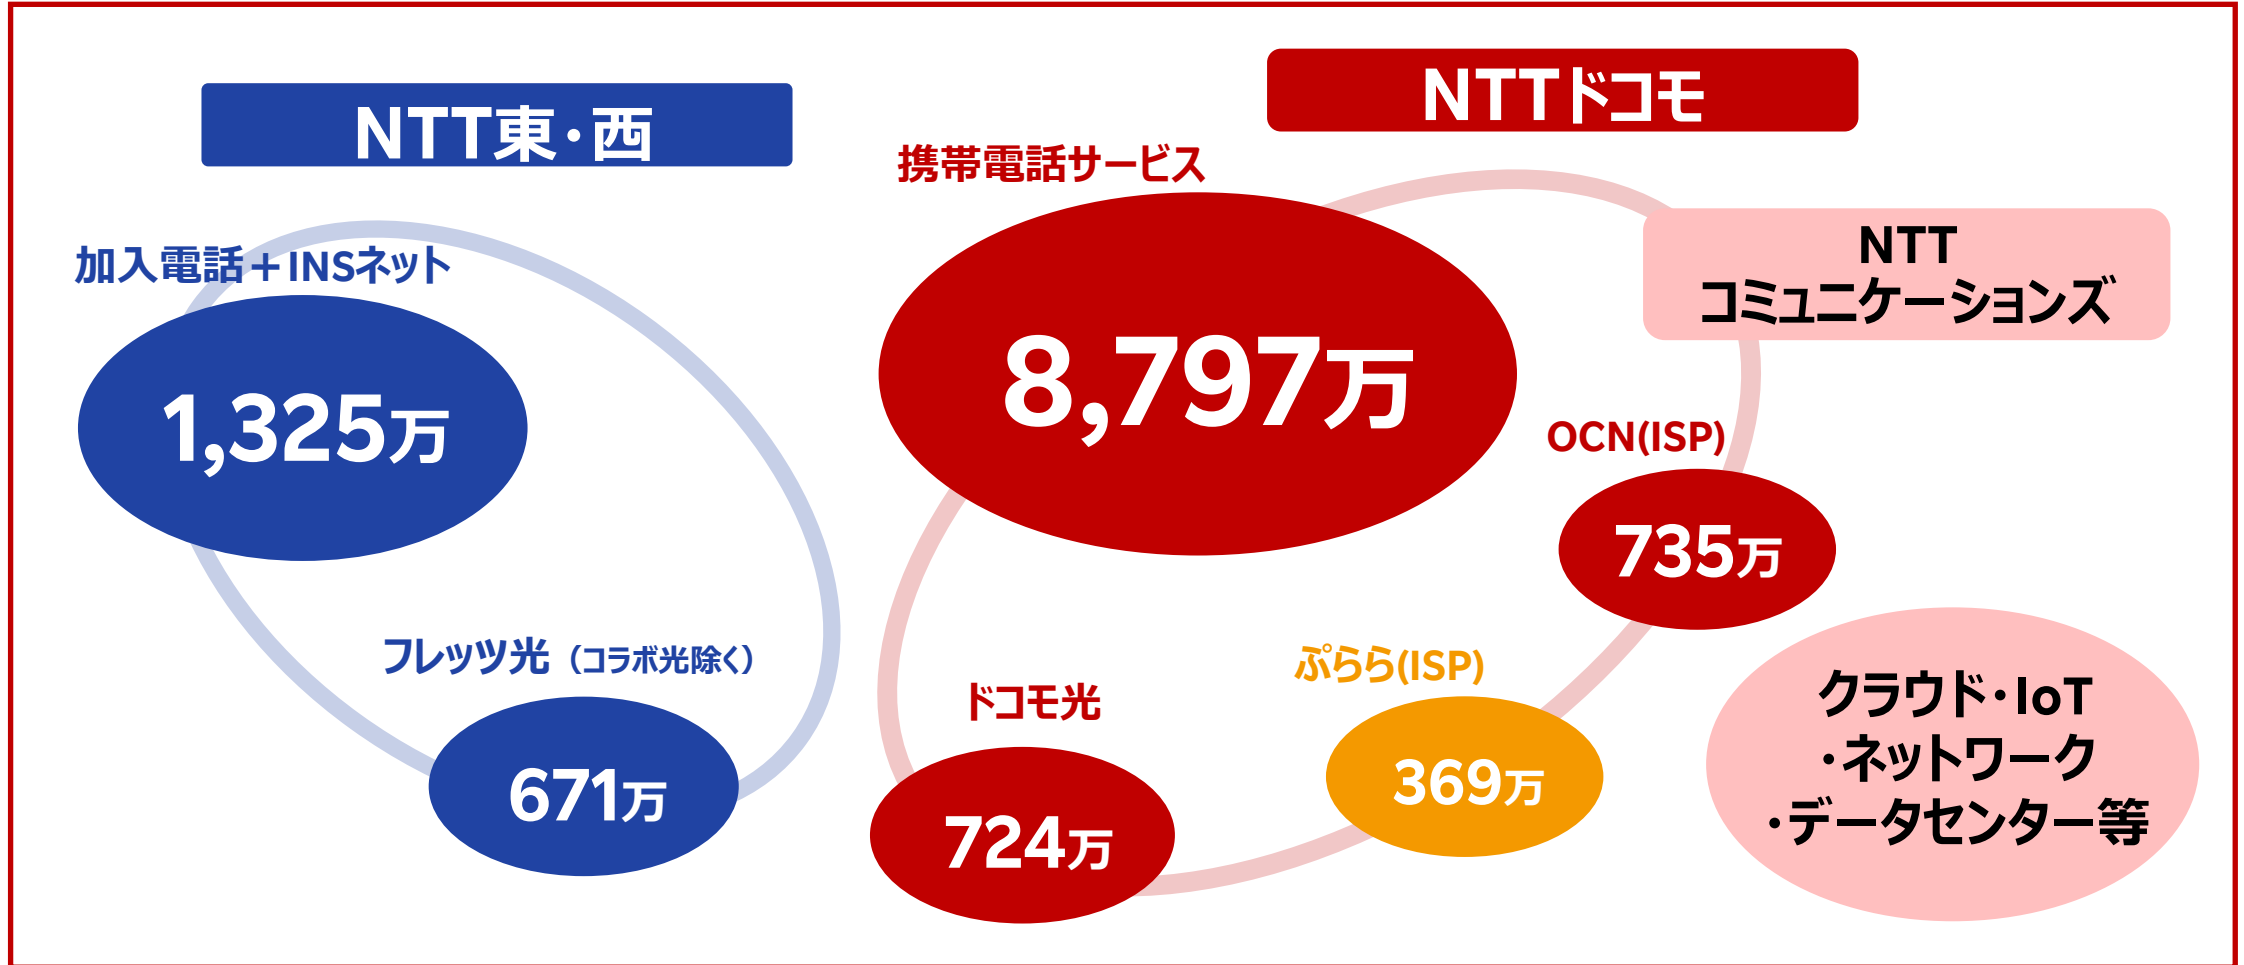 NTT東・西
加入電話＋INSネット
1,325万
フレッツ光（コラボ光除く）
671万
NTTドコモ
携帯電話サービス
8,797万
NTT
コミュニケーションズ
OCN(ISP)
735万
ぷらら(ISP)
369万
ドコモ光
724万
クラウド・IoT
・ネットワーク
・データセンター等